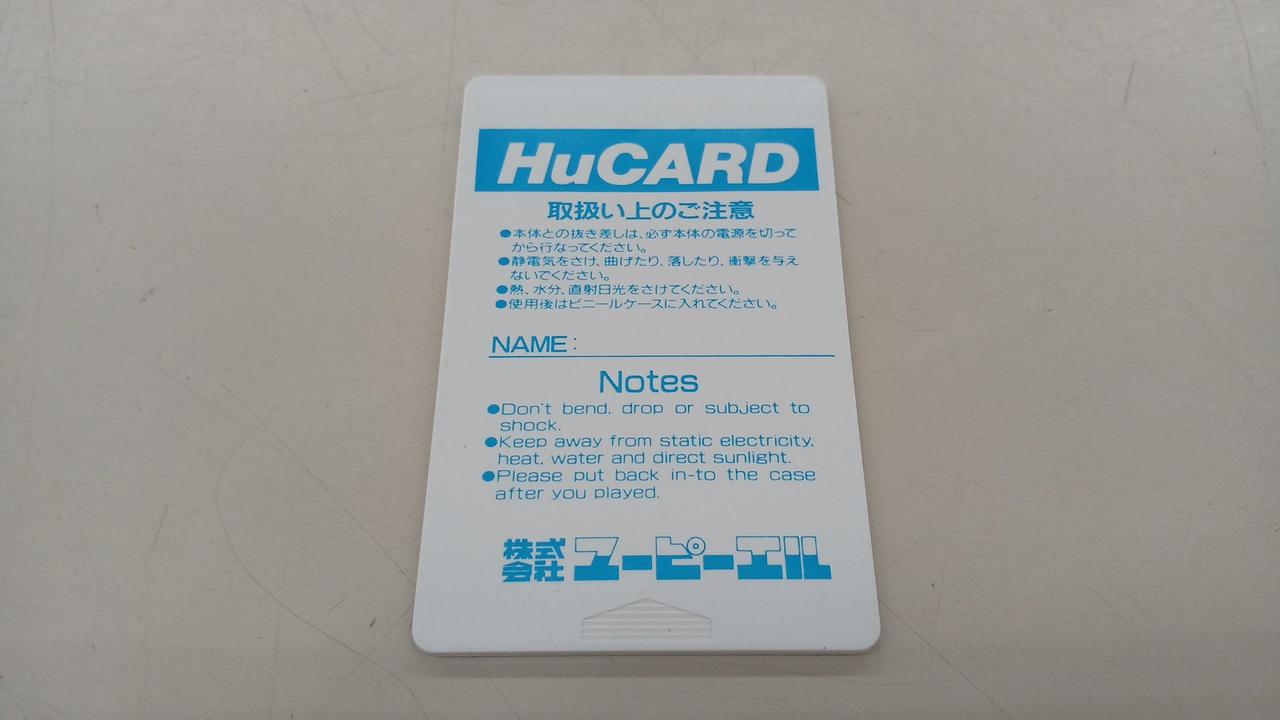 HuCARD
取扱い上のご注意
●本体との抜き差しは、必ず本体の電源を切って
から行なってください。
●静電気をさけ、曲げたり、落したり、衝撃を与え
ないでください。
●熱、水分、直射日光をさけてください。
●使用後はビニールケースに入れてください。
NAME:
Notes
●Don't bend, drop or subject to
shock.
●Keep away from static electricity,
heat, water and direct sunlight.
●Please put back in-to the case
after you played.
株式会社 ユーピーエル